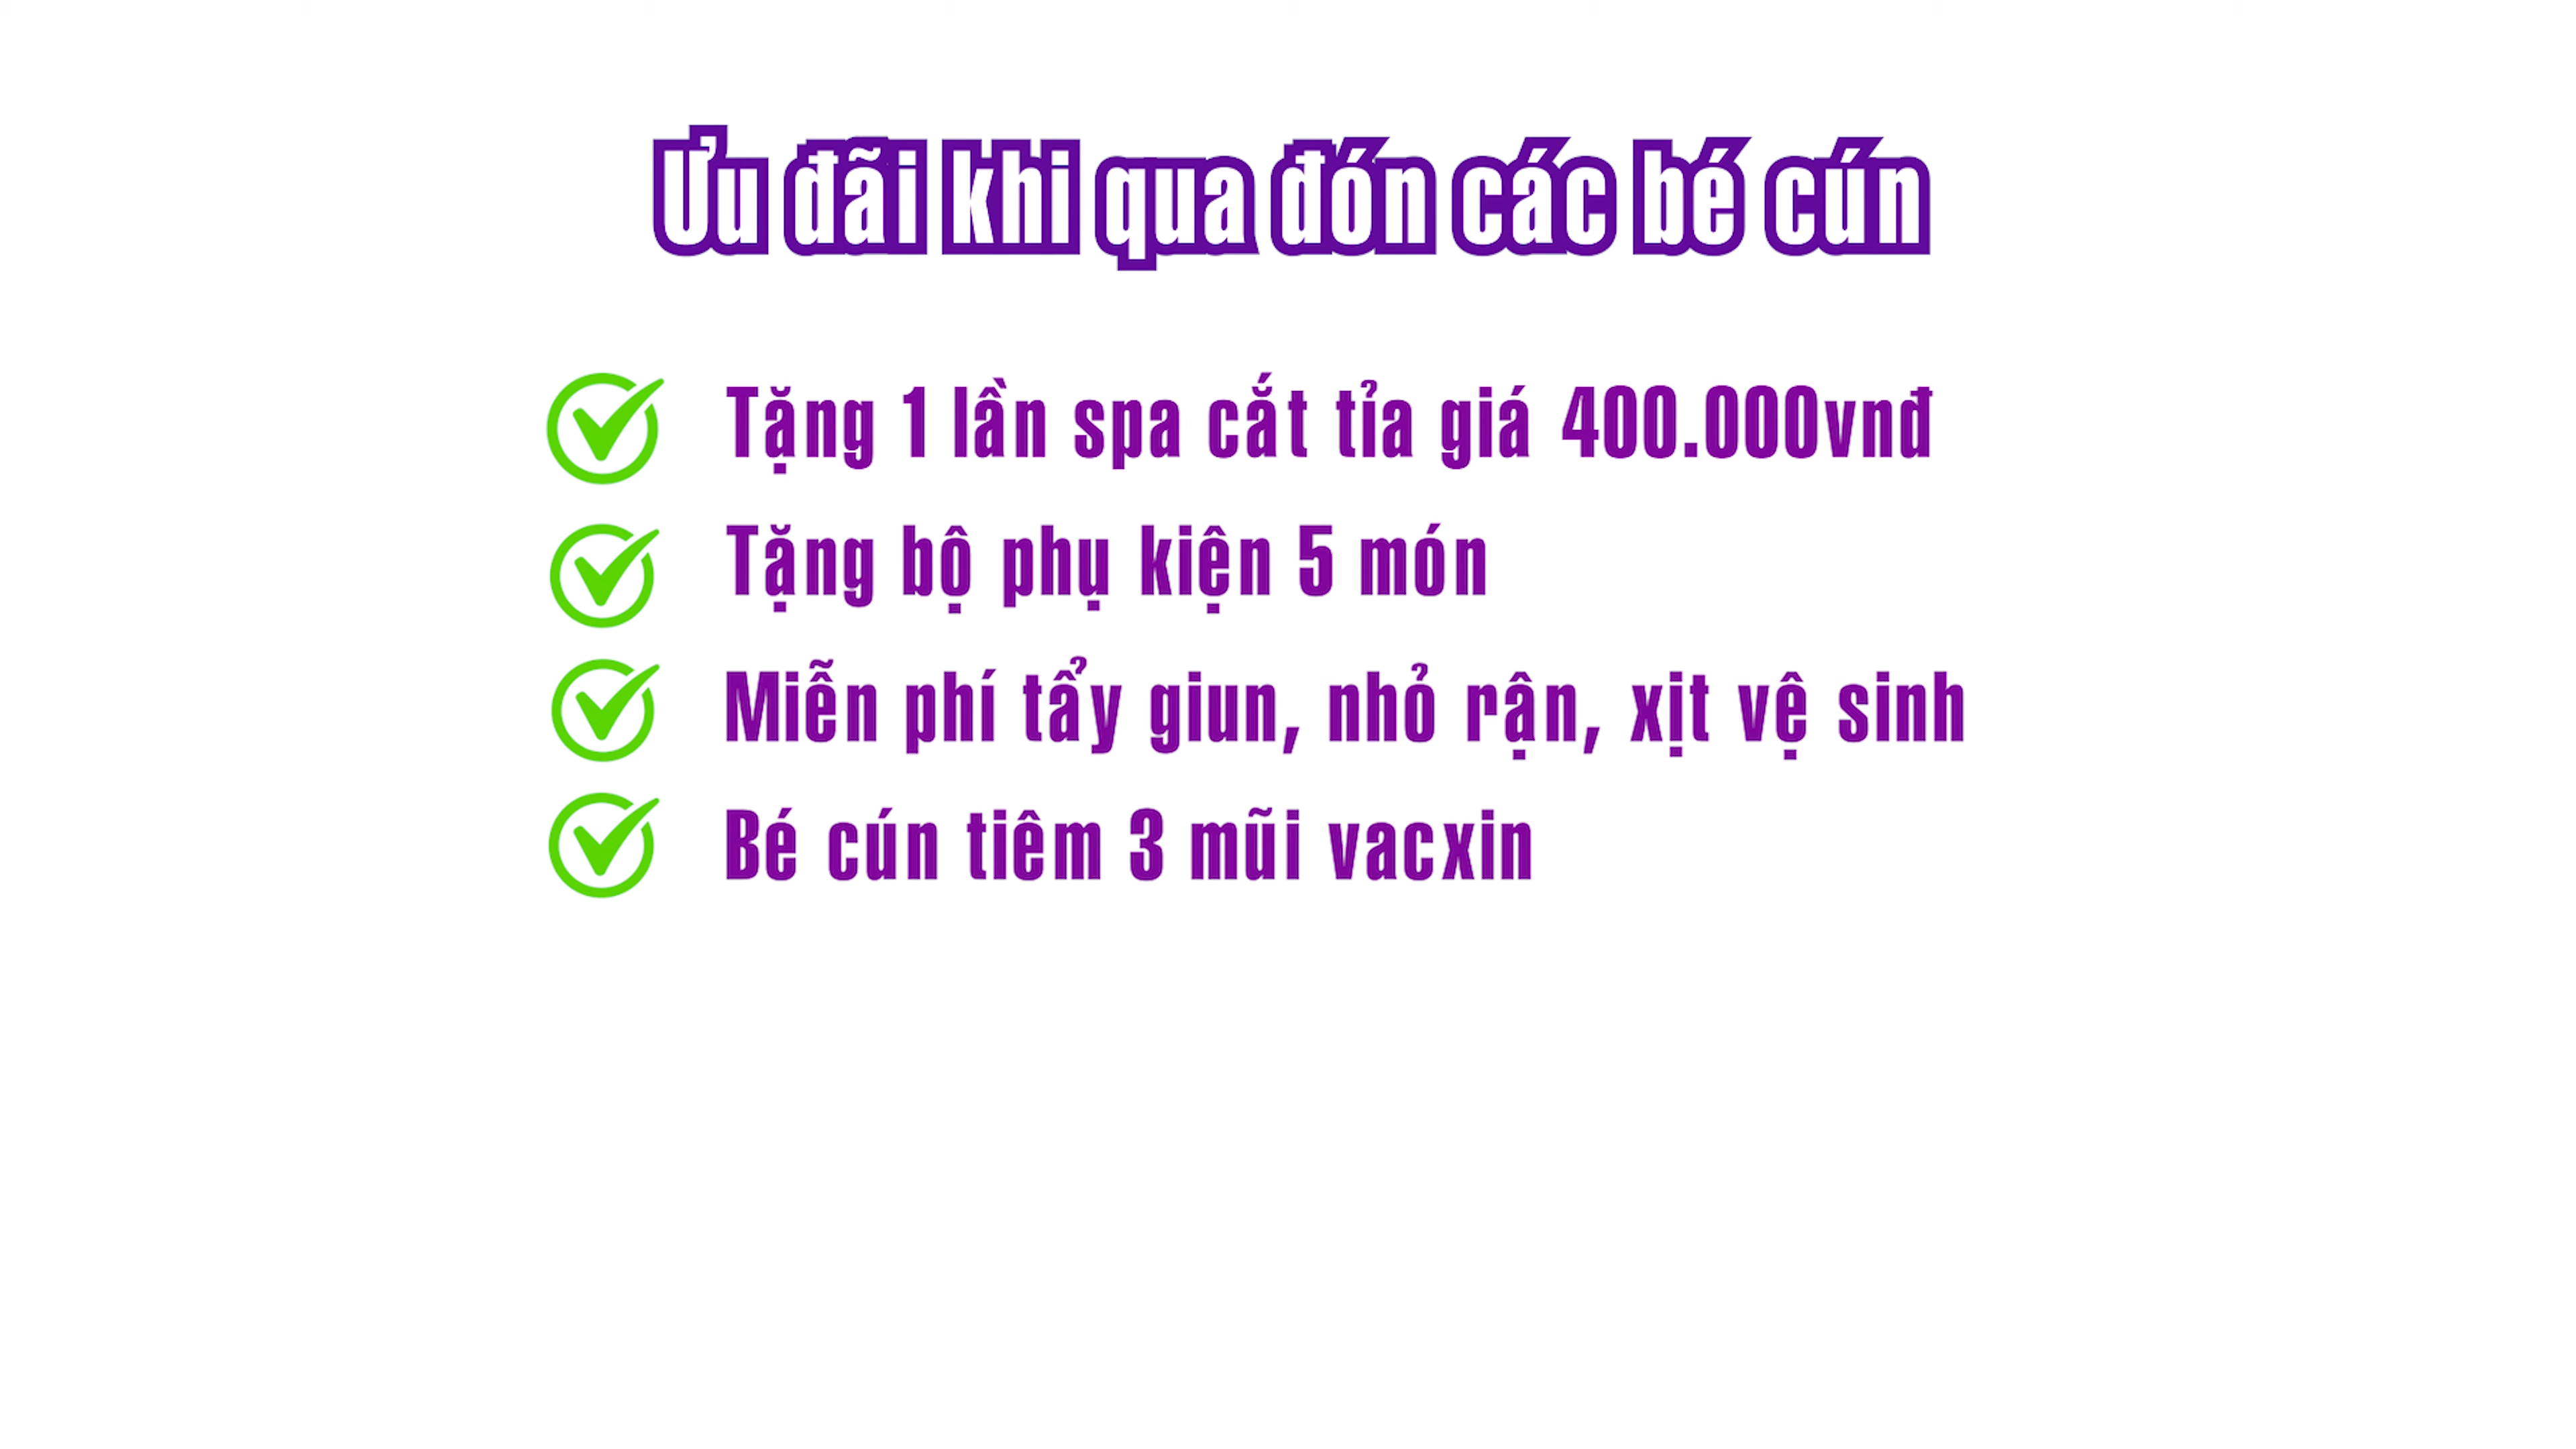 Ưu đãi khi qua đón các bé cún
Tặng 1 lần spa cắt tỉa giá 400.000vnđ
Tặng bộ phụ kiện 5 món
Miễn phí tẩy giun, nhỏ rận, xịt vệ sinh
Bé cún tiêm 3 mũi vacxin